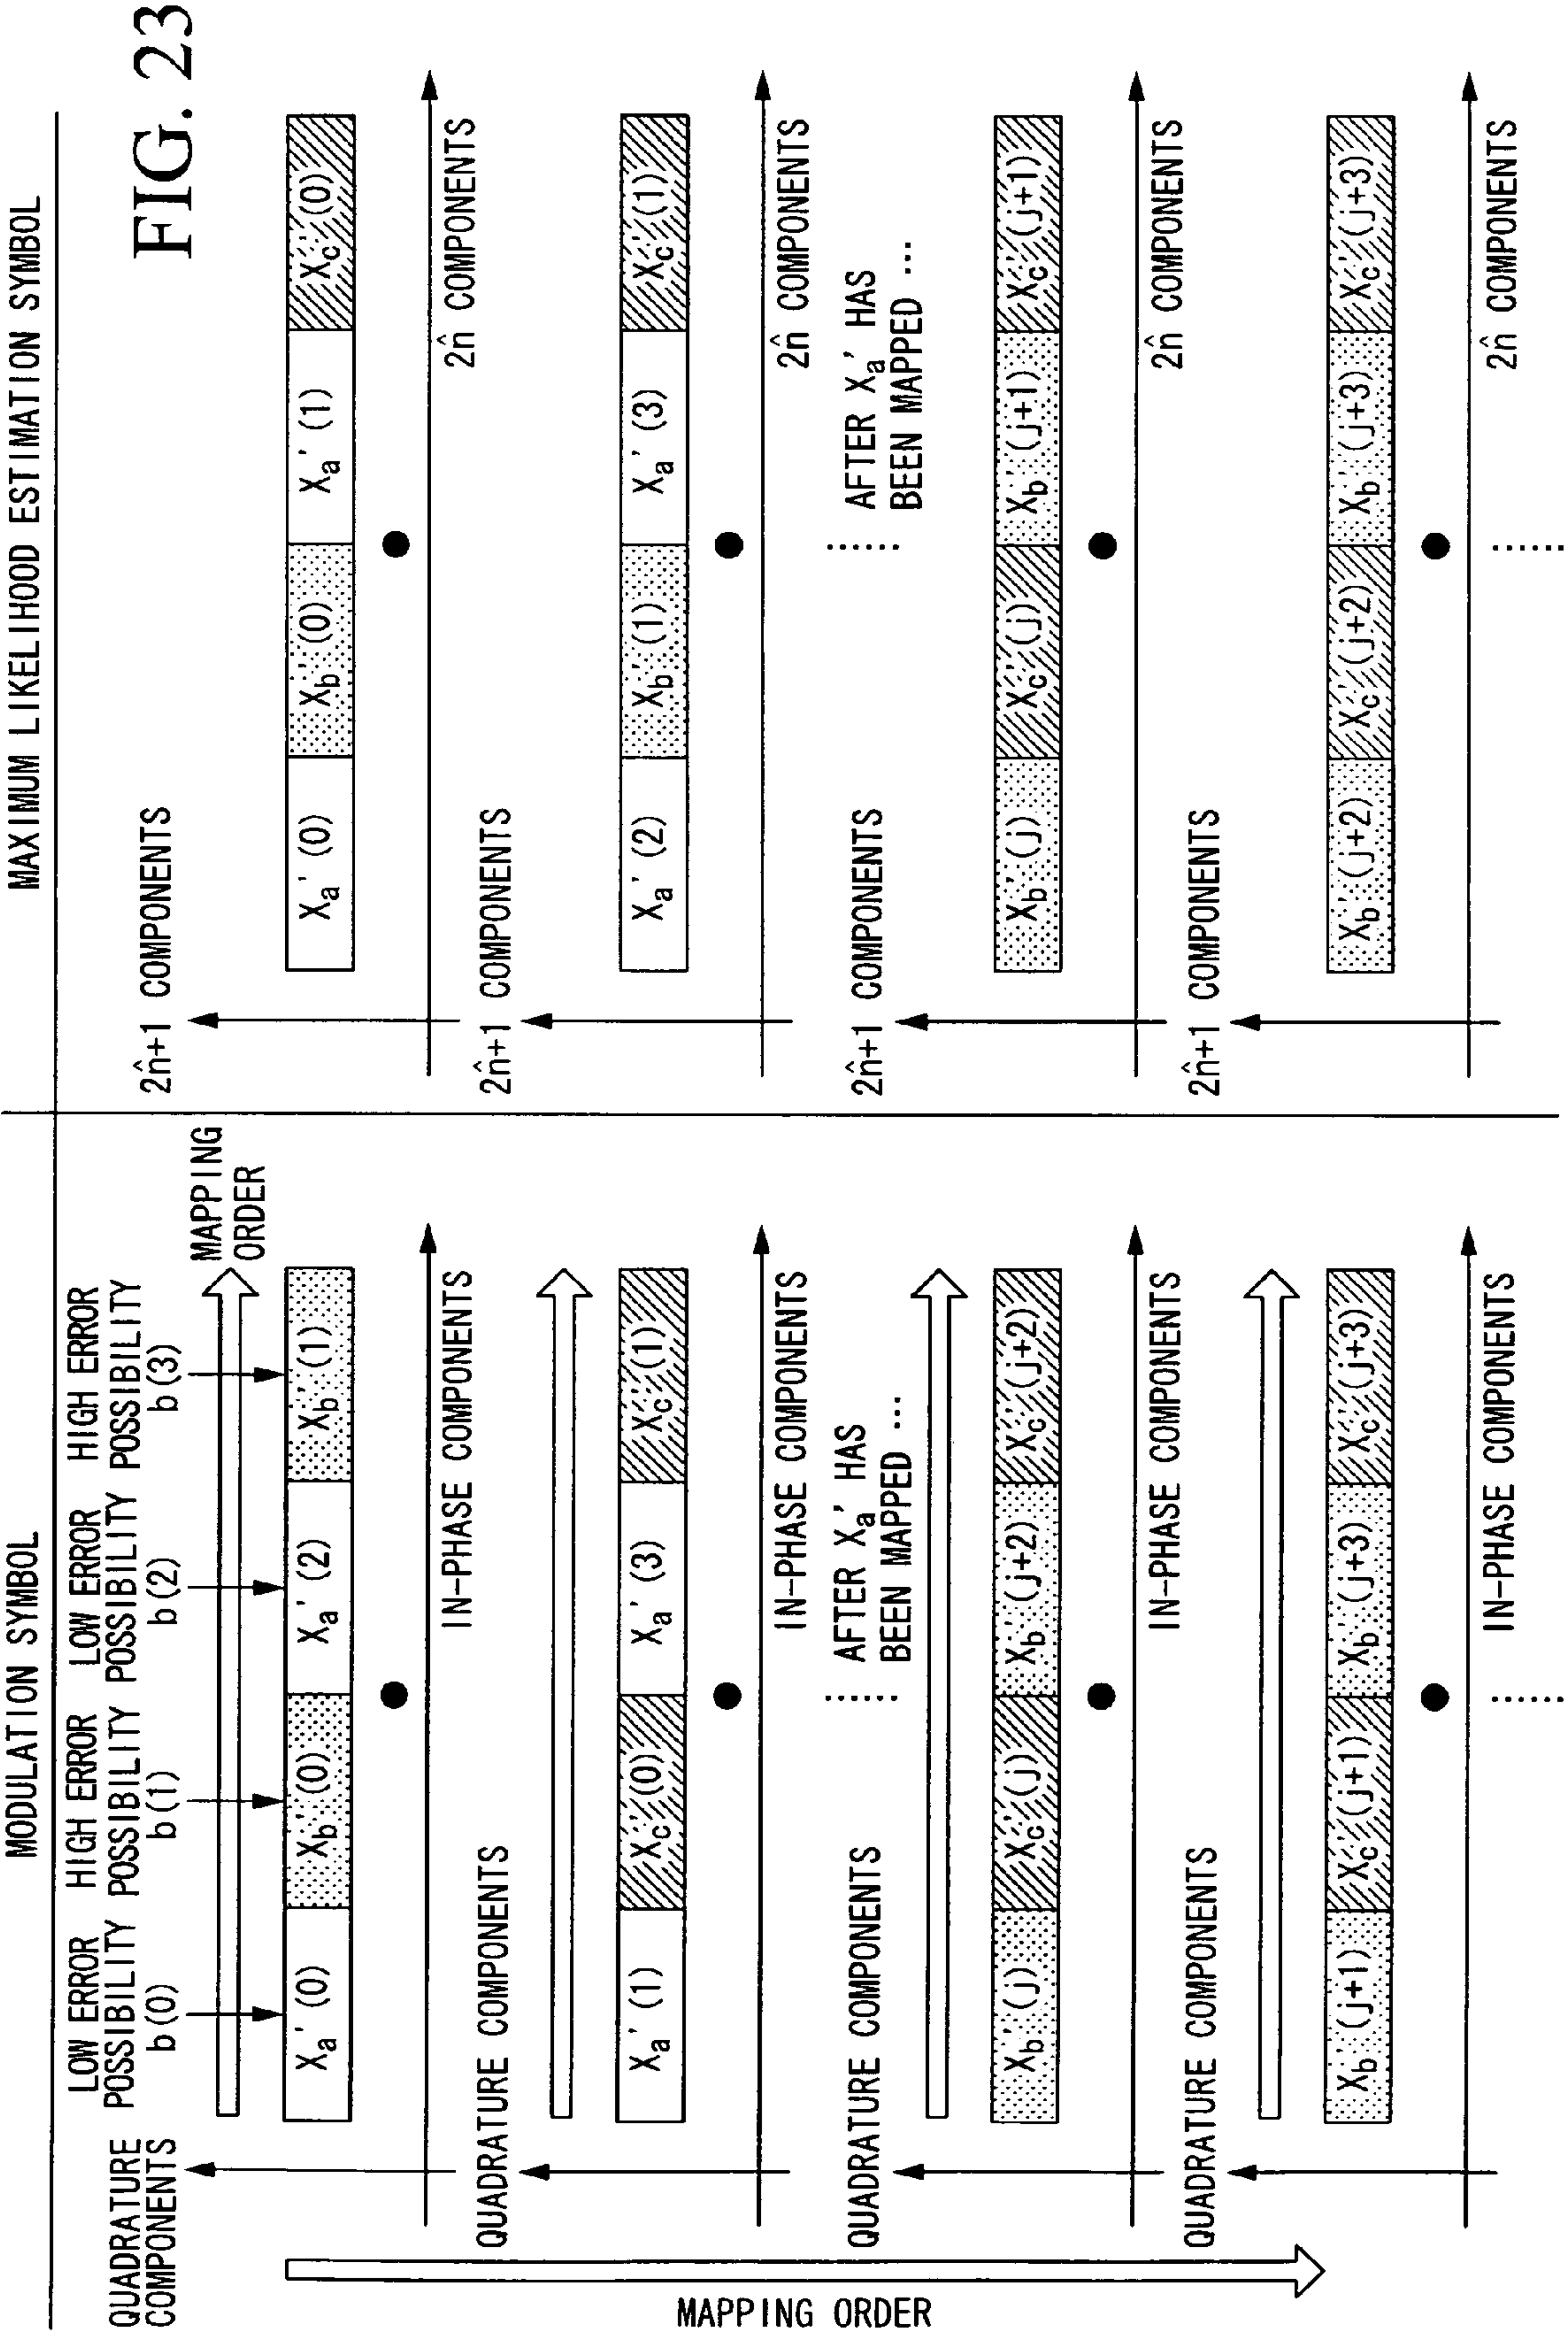 FIG. 23
MODULATION SYMBOL
MAXIMUM LIKELIHOOD ESTIMATION SYMBOL
QUADRATURE
COMPONENTS
LOW ERROR
POSSIBILITY
b(0)
HIGH ERROR
POSSIBILITY
b(1)
LOW ERROR
POSSIBILITY
b(2)
HIGH ERROR
POSSIBILITY
b(3)
MAPPING
ORDER
Xa' (0) Xb' (0) Xa' (2) Xb' (1)
IN-PHASE COMPONENTS
2n̂+1 COMPONENTS
Xa' (0) Xb' (0) Xa' (1) Xc' (0)
2n̂ COMPONENTS
QUADRATURE COMPONENTS
Xa' (1) Xc' (0) Xa' (3) Xc' (1)
IN-PHASE COMPONENTS
2n̂+1 COMPONENTS
Xa' (2) Xb' (1) Xa' (3) Xc' (1)
2n̂ COMPONENTS
...... AFTER Xa' HAS
BEEN MAPPED ...
...... AFTER Xa' HAS
BEEN MAPPED ...
QUADRATURE COMPONENTS
Xb' (j) Xc' (j) Xb' (j+2) Xc' (j+2)
IN-PHASE COMPONENTS
2n̂+1 COMPONENTS
Xb' (j) Xc' (j) Xb' (j+1) Xc' (j+1)
2n̂ COMPONENTS
QUADRATURE COMPONENTS
Xb' (j+1) Xc' (j+1) Xb' (j+3) Xc' (j+3)
IN-PHASE COMPONENTS
......
2n̂+1 COMPONENTS
Xb' (j+2) Xc' (j+2) Xb' (j+3) Xc' (j+3)
2n̂ COMPONENTS
......
MAPPING ORDER